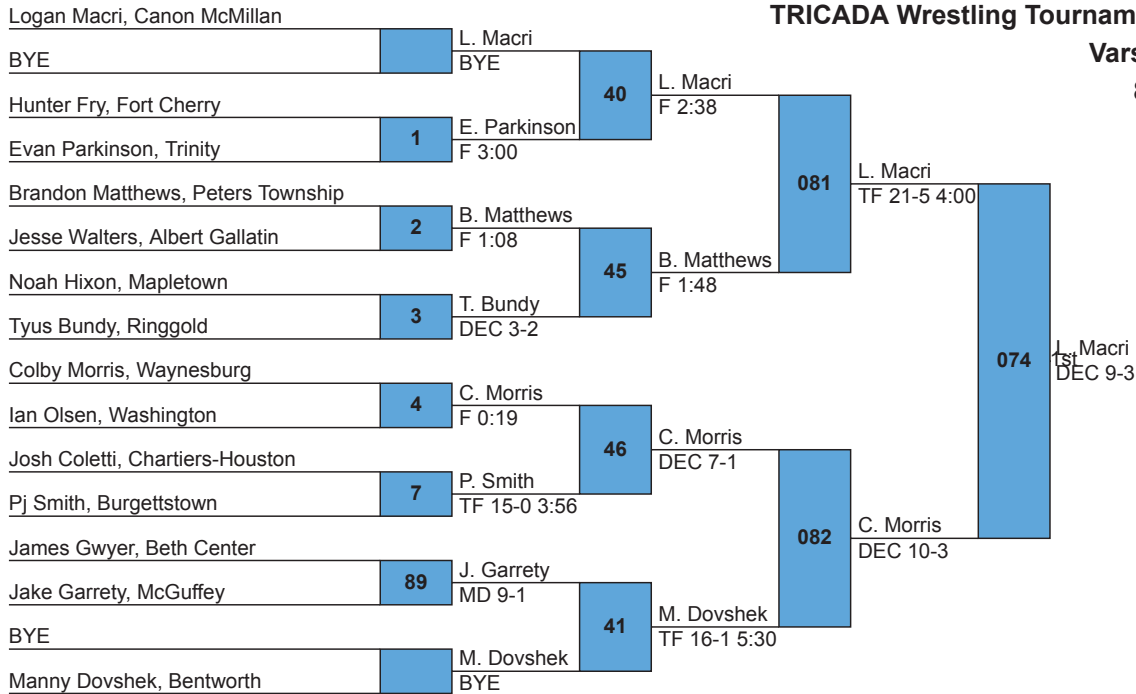 TRICADA Wrestling Tournam
Vars
Logan Macri, Canon McMillan
BYE
Hunter Fry, Fort Cherry
1
Evan Parkinson, Trinity
Brandon Matthews, Peters Township
2
Jesse Walters, Albert Gallatin
Noah Hixon, Mapletown
3
Tyus Bundy, Ringgold
Colby Morris, Waynesburg
4
Ian Olsen, Washington
Josh Coletti, Chartiers-Houston
7
Pj Smith, Burgettstown
James Gwyer, Beth Center
89
Jake Garrety, McGuffey
BYE
Manny Dovshek, Bentworth
L. Macri
BYE
40
E. Parkinson
F 3:00
B. Matthews
F 1:08
45
T. Bundy
DEC 3-2
C. Morris
F 0:19
46
P. Smith
TF 15-0 3:56
J. Garrety
MD 9-1
41
M. Dovshek
BYE
L. Macri
F 2:38
081
B. Matthews
F 1:48
C. Morris
DEC 7-1
082
M. Dovshek
TF 16-1 5:30
L. Macri
TF 21-5 4:00
074
C. Morris
DEC 10-3
L. Macri
1st
DEC 9-3